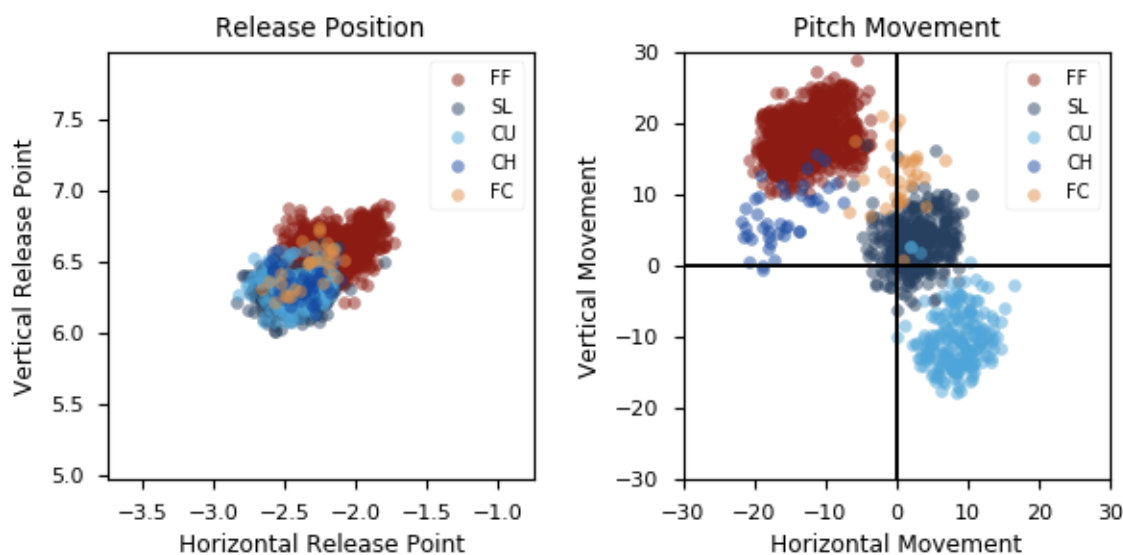 Release Position
Vertical Release Point
7.5
7.0
6.5
6.0
5.5
5.0
FF
SL
CU
CH
FC
−3.5 −3.0 −2.5 −2.0 −1.5 −1.0
Horizontal Release Point
Pitch Movement
Vertical Movement
30
20
10
0
−10
−20
−30
FF
SL
CU
CH
FC
−30 −20 −10 0 10 20 30
Horizontal Movement